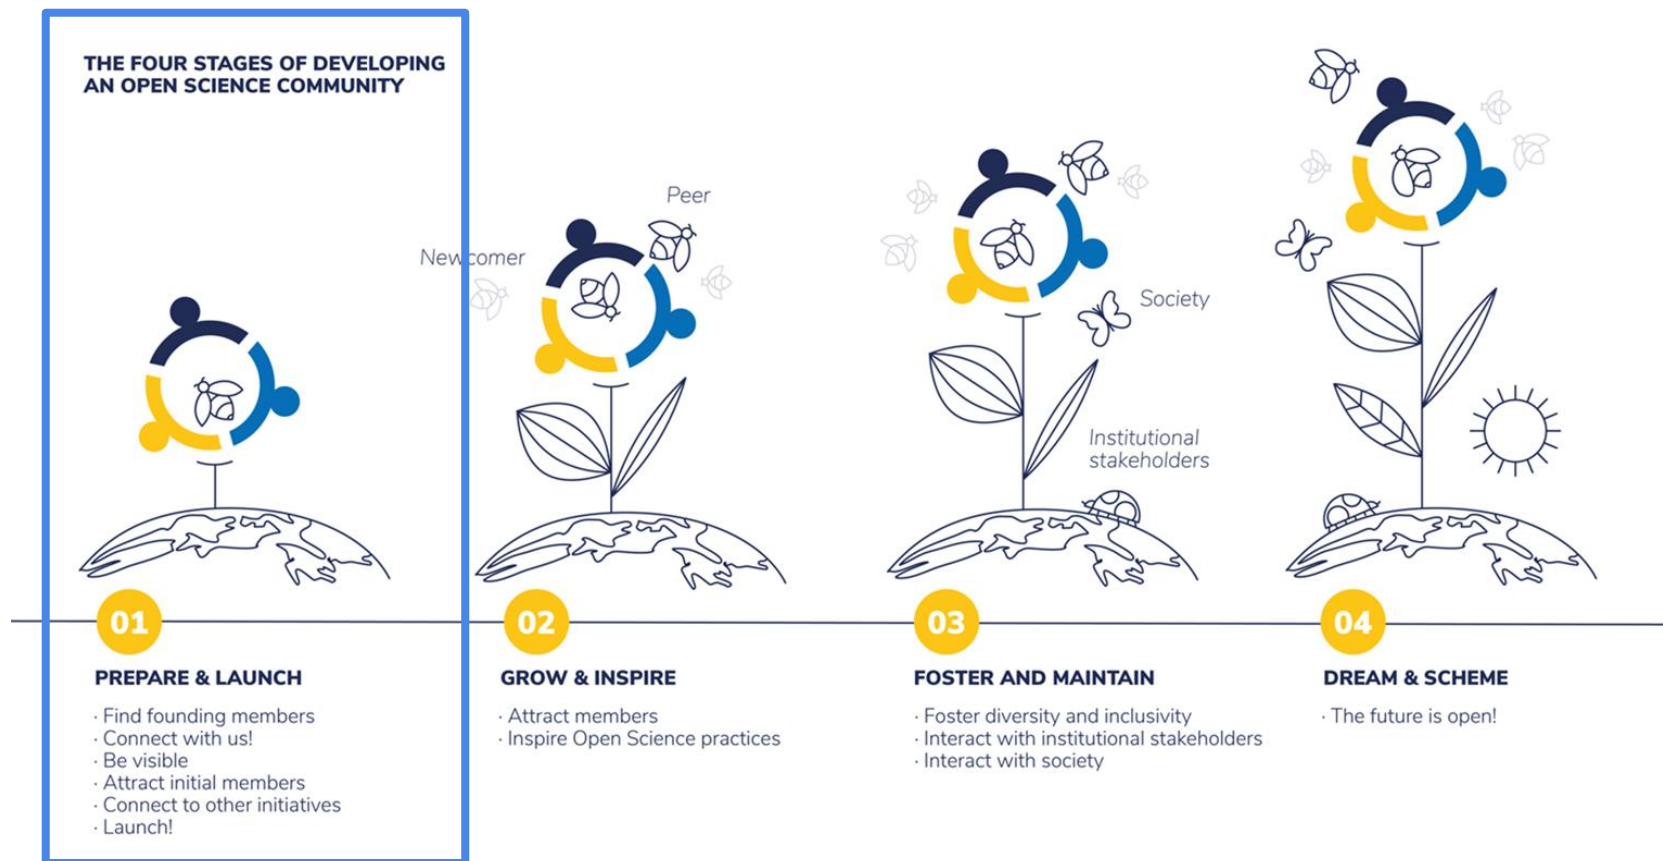 THE FOUR STAGES OF DEVELOPING
AN OPEN SCIENCE COMMUNITY
Newcomer
Peer
Society
Institutional
stakeholders
01
PREPARE & LAUNCH
· Find founding members
· Connect with us!
· Be visible
· Attract initial members
· Connect to other initiatives
· Launch!
02
GROW & INSPIRE
· Attract members
· Inspire Open Science practices
03
FOSTER AND MAINTAIN
· Foster diversity and inclusivity
· Interact with institutional stakeholders
· Interact with society
04
DREAM & SCHEME
· The future is open!